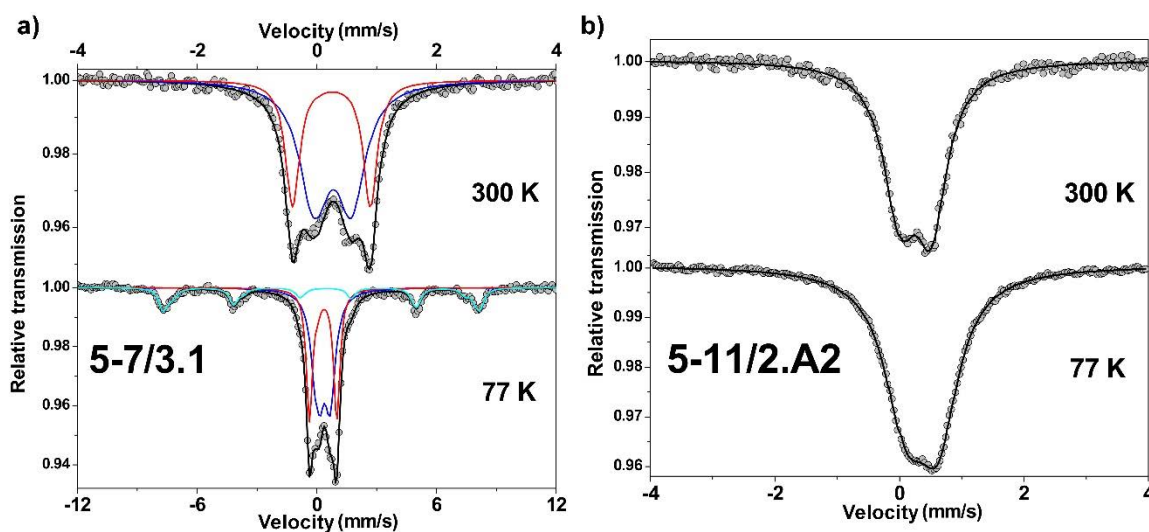 a)
Velocity (mm/s)
-4 -2 0 2 4
1.00
0.98
0.96
300 K
1.00
0.98
0.96
0.94
5-7/3.1
77 K
Relative transmission
-12 -6 0 6 12
Velocity (mm/s)
b)
1.00
0.99
0.98
0.97
300 K
1.00
0.99
0.98
0.97
0.96
5-11/2.A2
77 K
Relative transmission
-4 -2 0 2 4
Velocity (mm/s)